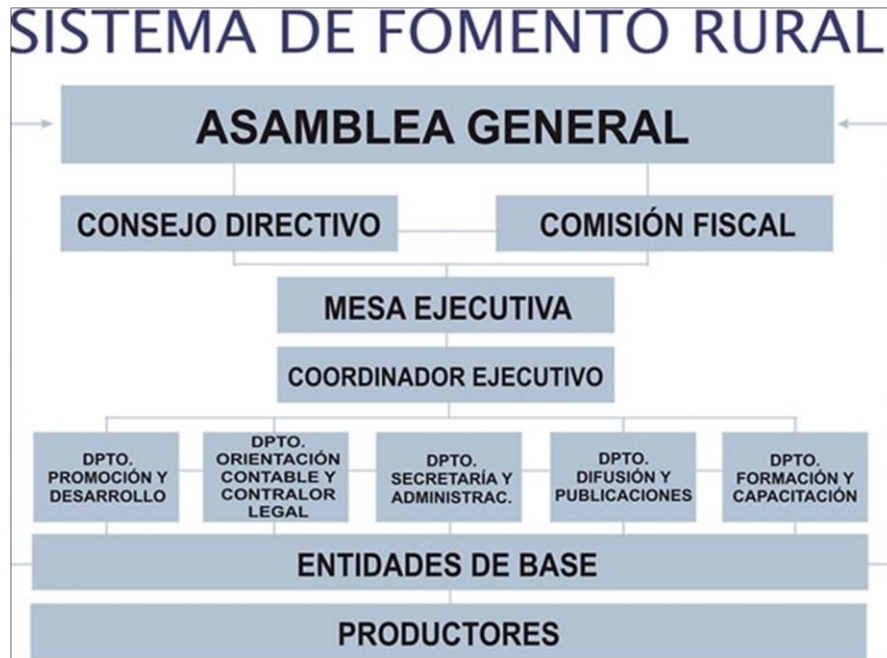 SISTEMA DE FOMENTO RURAL
ASAMBLEA GENERAL
CONSEJO DIRECTIVO
COMISIÓN FISCAL
MESA EJECUTIVA
COORDINADOR EJECUTIVO
DPTO.
PROMOCIÓN Y
DESARROLLO
DPTO.
ORIENTACIÓN
CONTABLE Y
CONTRALOR
LEGAL
DPTO.
SECRETARÍA Y
ADMINISTRAC.
DPTO.
DIFUSIÓN Y
PUBLICACIONES
DPTO.
FORMACIÓN Y
CAPACITACIÓN
ENTIDADES DE BASE
PRODUCTORES